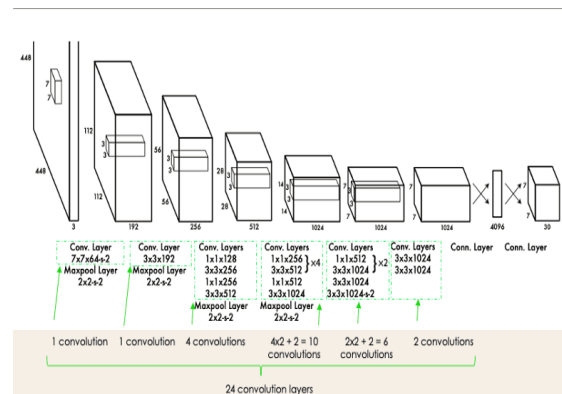 448
7
7
448
3
112
3
3
112
192
56
3
3
56
256
28
3
3
28
512
14
3
3
14
1024
7
3
3
7
1024
7
7
1024
4096
7
7
30
Conv. Layer
7x7x64-s-2
Maxpool Layer
2x2-s-2
Conv. Layer
3x3x192
Maxpool Layer
2x2-s-2
Conv. Layers
1x1x128
3x3x256
1x1x256
3x3x512
Maxpool Layer
2x2-s-2
Conv. Layers
1x1x256
3x3x512 } ×4
1x1x512
3x3x1024
Maxpool Layer
2x2-s-2
Conv. Layers
1x1x512
3x3x1024 } ×2
3x3x1024
3x3x1024-s-2
Conv. Layers
3x3x1024
3x3x1024
Conn. Layer
Conn. Layer
1 convolution
1 convolution
4 convolutions
4x2 + 2 = 10
convolutions
2x2 + 2 = 6
convolutions
2 convolutions
24 convolution layers